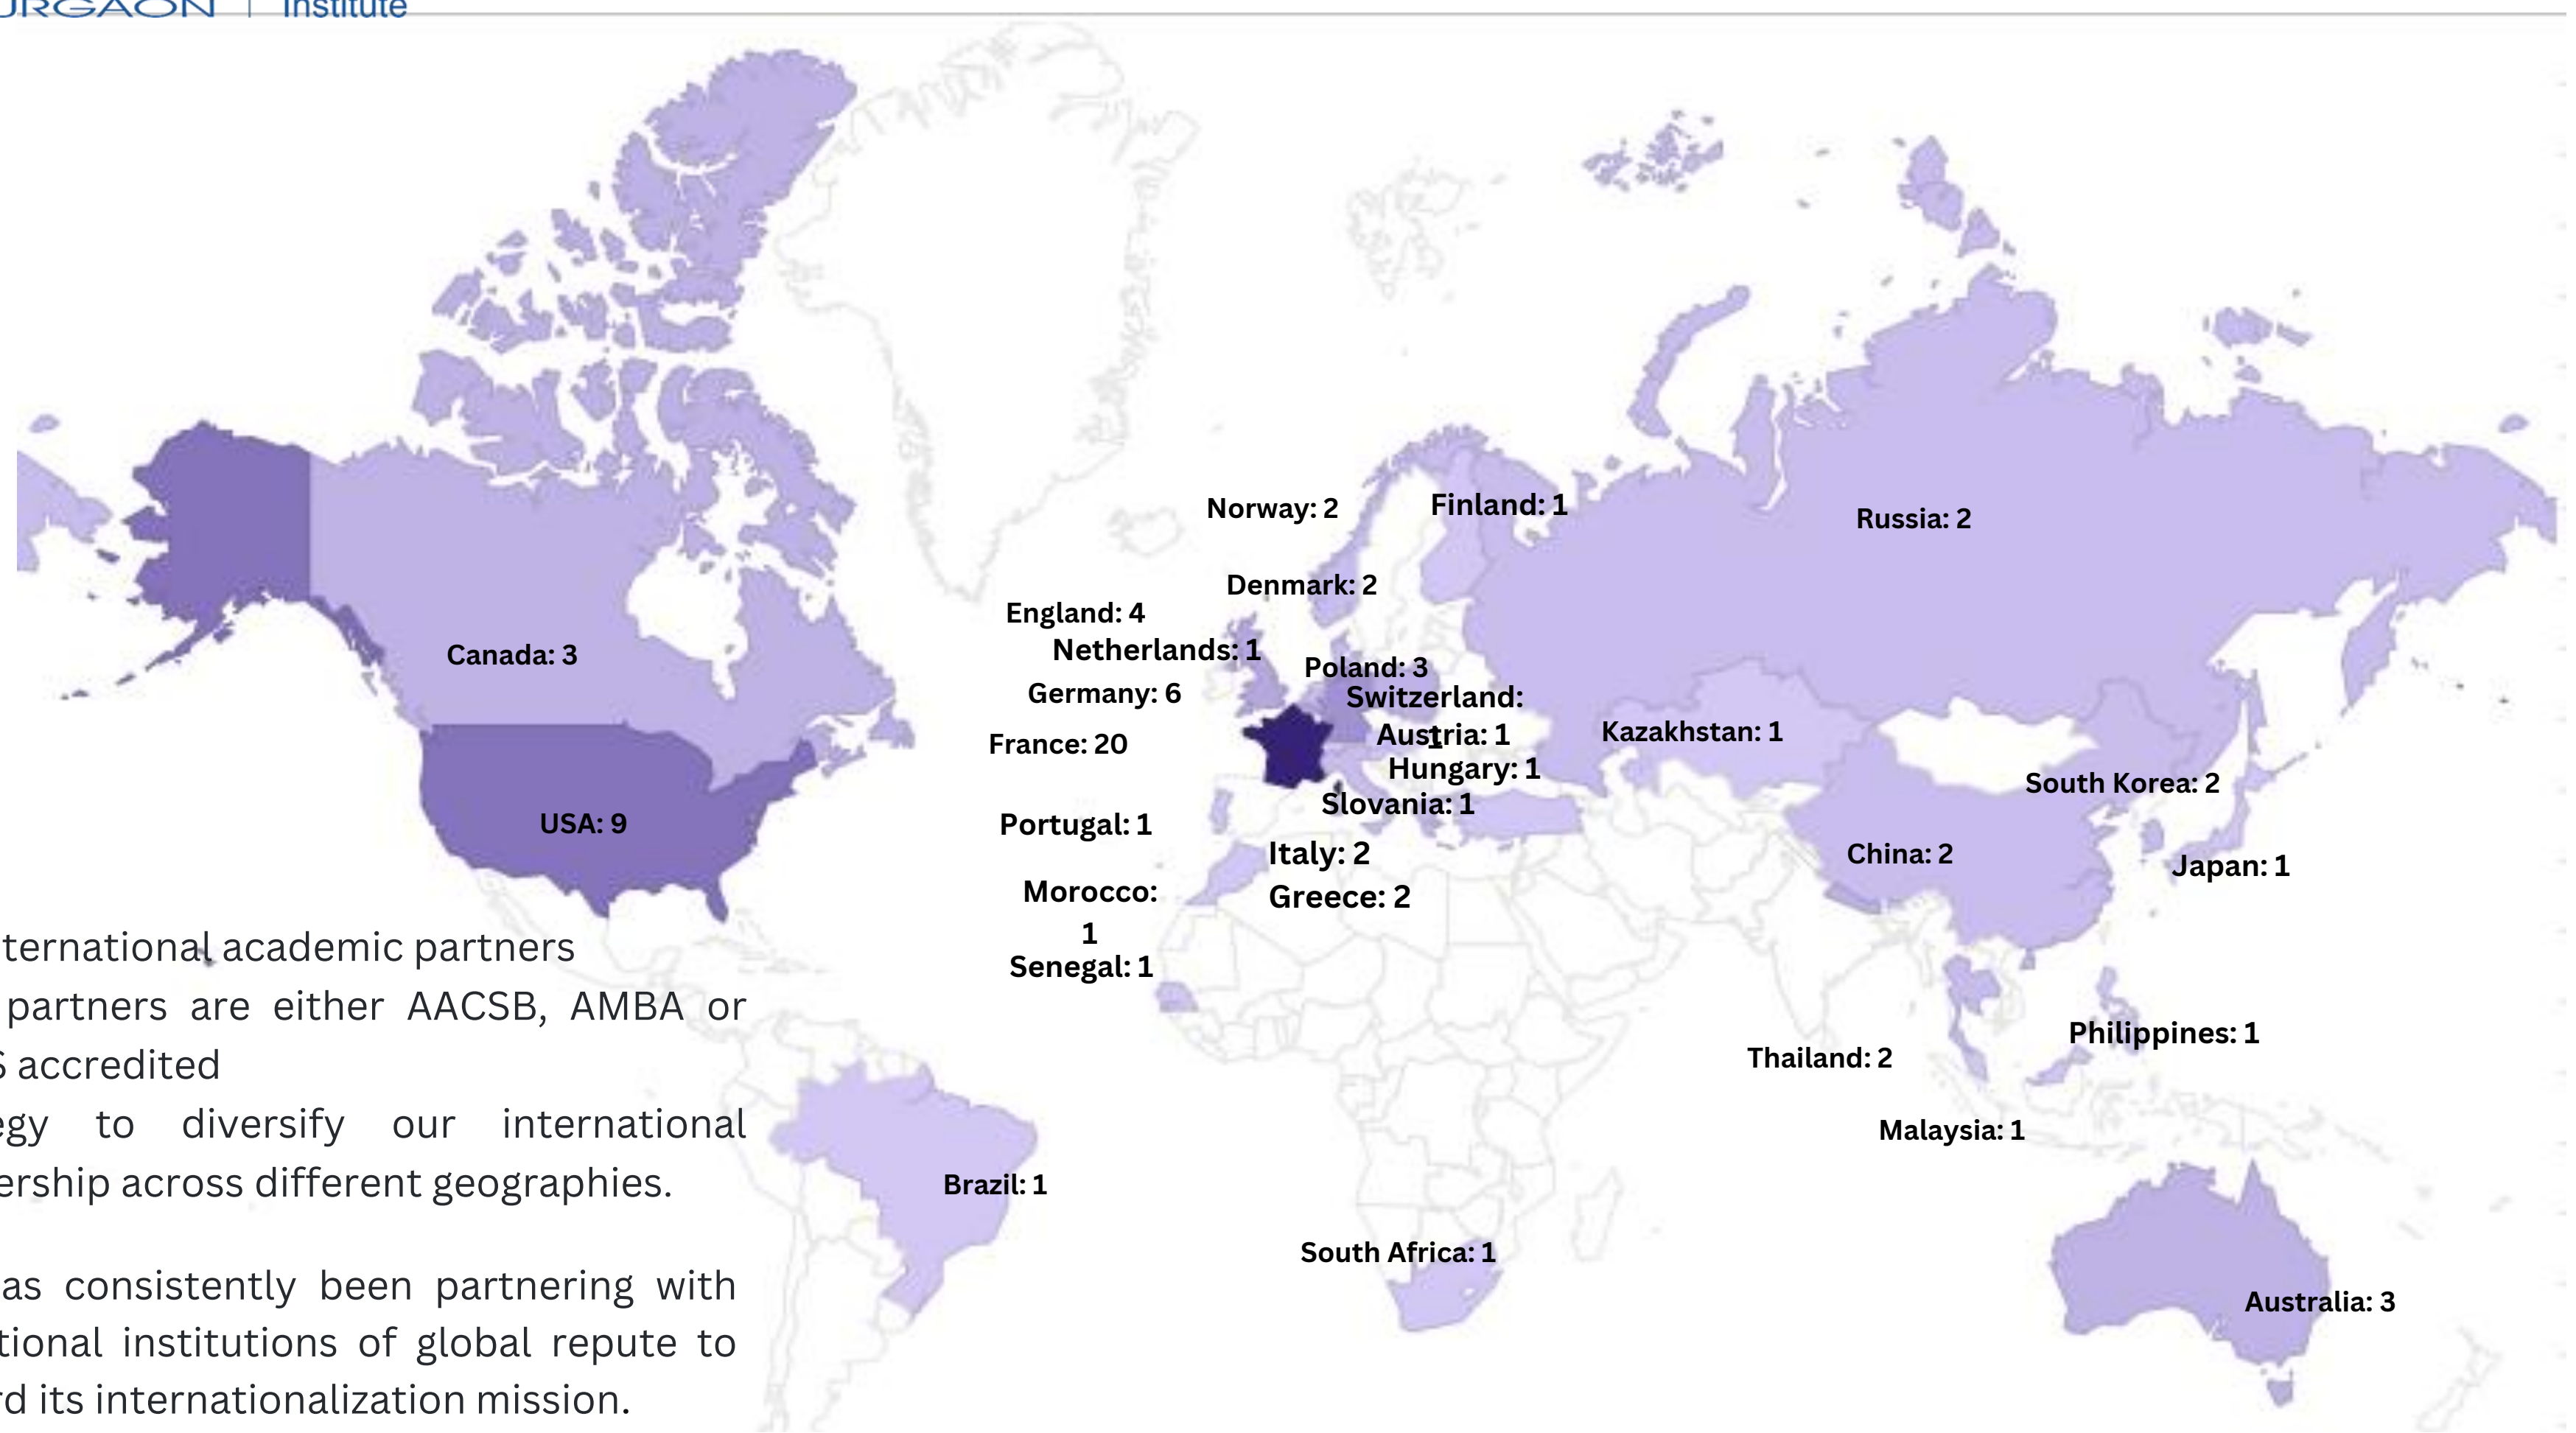 URGAON | Institute
Norway: 2
Finland: 1
Russia: 2
Denmark: 2
England: 4
Netherlands: 1
Canada: 3
Poland: 3
Germany: 6
Switzerland:
1
France: 20
Austria: 1
Kazakhstan: 1
Hungary: 1
South Korea: 2
Slovania: 1
USA: 9
Portugal: 1
Italy: 2
China: 2
Japan: 1
Morocco:
1
Greece: 2
Senegal: 1
Philippines: 1
Thailand: 2
Malaysia: 1
Brazil: 1
South Africa: 1
Australia: 3
ternational academic partners
partners are either AACSB, AMBA or
S accredited
egy to diversify our international
ership across different geographies.
as consistently been partnering with
tional institutions of global repute to
rd its internationalization mission.